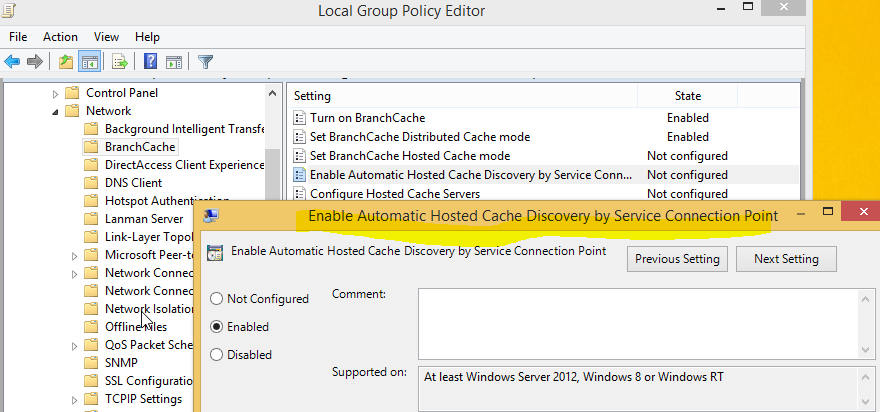 Local Group Policy Editor
File Action View Help
Control Panel
Network
Background Intelligent Transfe
BranchCache
DirectAccess Client Experience
DNS Client
Hotspot Authentication
Lanman Server
Link-Layer Topol
Microsoft Peer-to
Network Connec
Network Connec
Network Isolation
Offline Files
QoS Packet Sche
SNMP
SSL Configuratio
TCPIP Settings
Setting State
Turn on BranchCache Enabled
Set BranchCache Distributed Cache mode Enabled
Set BranchCache Hosted Cache mode Not configured
Enable Automatic Hosted Cache Discovery by Service Conn... Not configured
Configure Hosted Cache Servers Not configured
Enable Automatic Hosted Cache Discovery by Service Connection Point
Enable Automatic Hosted Cache Discovery by Service Connection Point
Previous Setting Next Setting
Not Configured
Enabled
Disabled
Comment:
Supported on: At least Windows Server 2012, Windows 8 or Windows RT